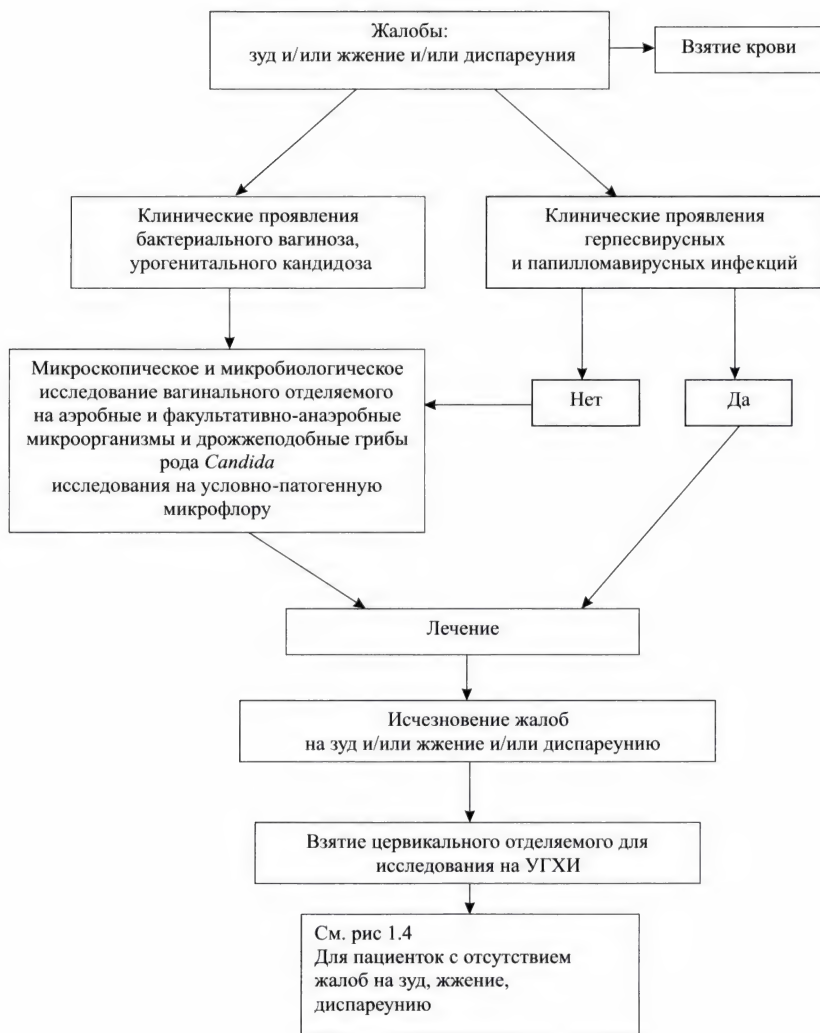 Жалобы:
зуд и/или жжение и/или диспареуния
Взятие крови
Клинические проявления
бактериального вагиноза,
урогенитального кандидоза
Клинические проявления
герпесвирусных
и папилломавирусных инфекций
Микроскопическое и микробиологическое
исследование вагинального отделяемого
на аэробные и факультативно-анаэробные
микроорганизмы и дрожжеподобные грибы
рода Candida
исследования на условно-патогенную
микрофлору
Нет
Да
Лечение
Исчезновение жалоб
на зуд и/или жжение и/или диспареунию
Взятие цервикального отделяемого для
исследования на УГХИ
См. рис 1.4
Для пациенток с отсутствием
жалоб на зуд, жжение,
диспареунию